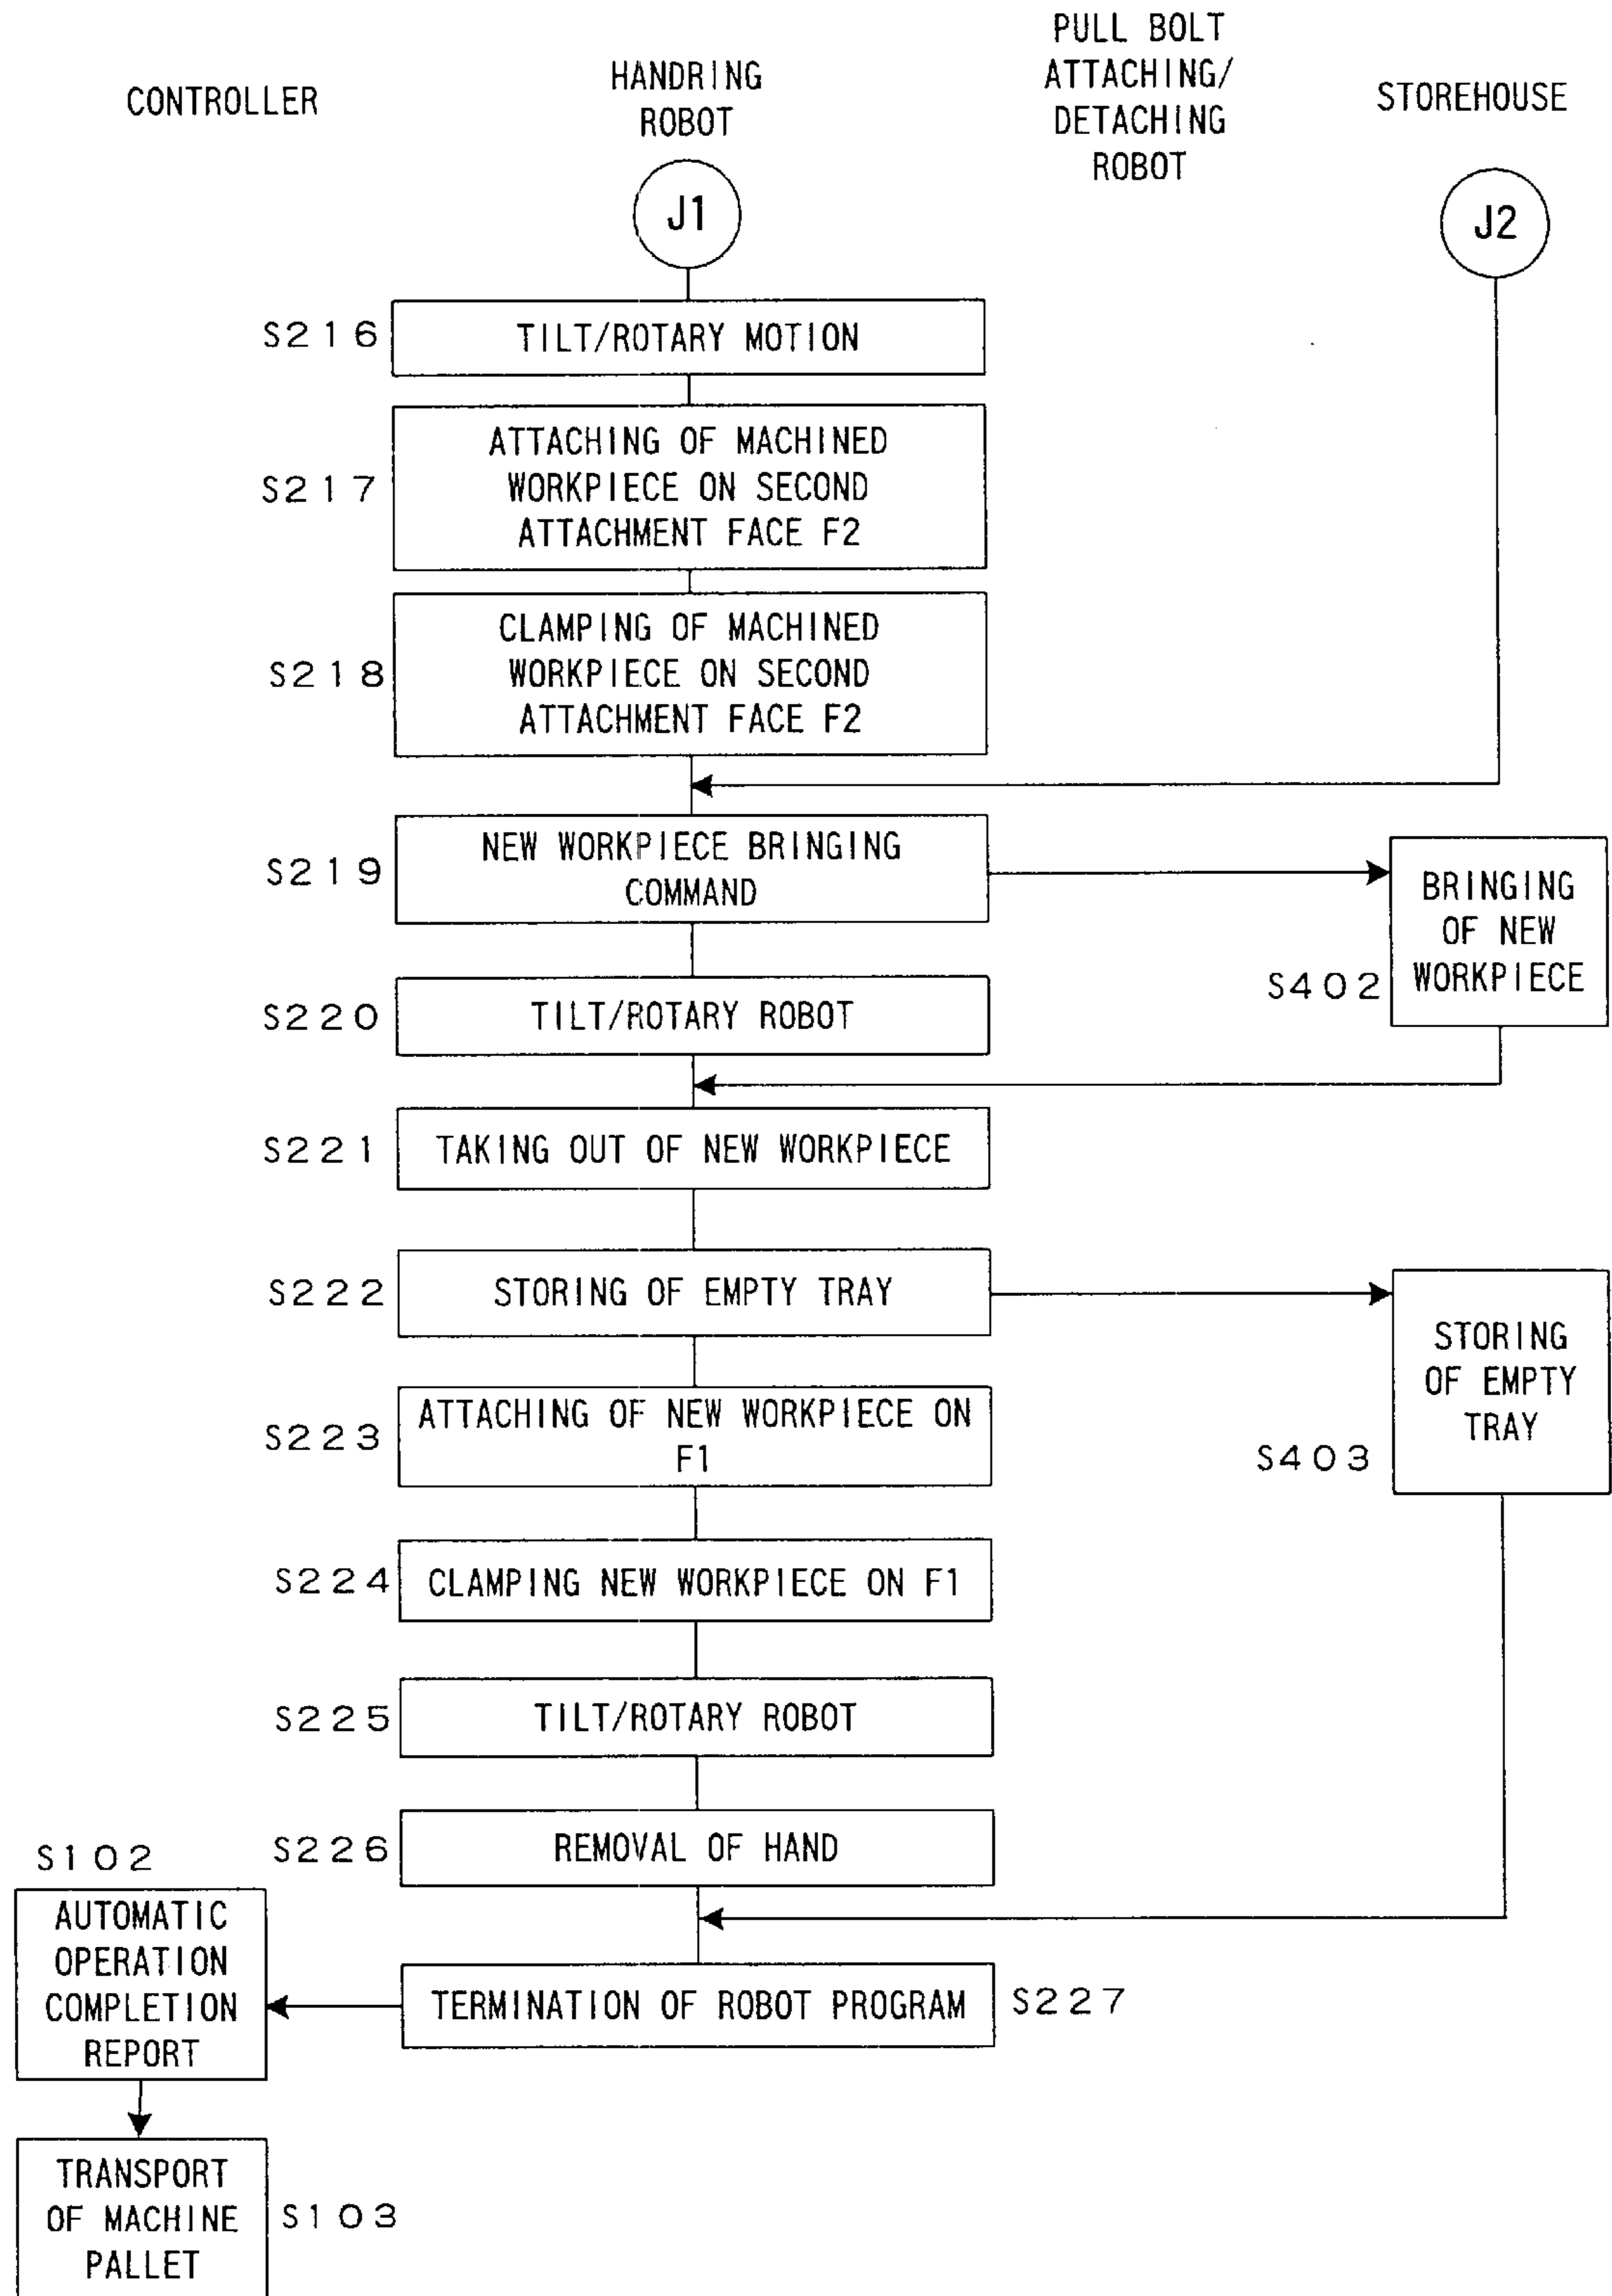 CONTROLLER
HANDRING
ROBOT
PULL BOLT
ATTACHING/
DETACHING
ROBOT
STOREHOUSE
J1
J2
S216
TILT/ROTARY MOTION
S217
ATTACHING OF MACHINED
WORKPIECE ON SECOND
ATTACHMENT FACE F2
S218
CLAMPING OF MACHINED
WORKPIECE ON SECOND
ATTACHMENT FACE F2
S219
NEW WORKPIECE BRINGING
COMMAND
BRINGING
OF NEW
WORKPIECE
S402
S220
TILT/ROTARY ROBOT
S221
TAKING OUT OF NEW WORKPIECE
S222
STORING OF EMPTY TRAY
STORING
OF EMPTY
TRAY
S403
S223
ATTACHING OF NEW WORKPIECE ON
F1
S224
CLAMPING NEW WORKPIECE ON F1
S225
TILT/ROTARY ROBOT
S226
REMOVAL OF HAND
S102
AUTOMATIC
OPERATION
COMPLETION
REPORT
TERMINATION OF ROBOT PROGRAM
S227
TRANSPORT
OF MACHINE
PALLET
S103